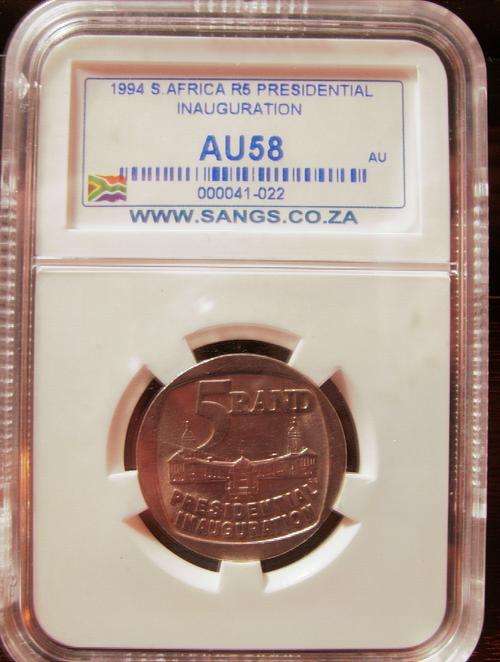 1994 S.AFRICA R5 PRESIDENTIAL
INAUGURATION
AU58
AU
000041-022
WWW.SANGS.CO.ZA
5 RAND
PRESIDENTIAL
INAUGURATION